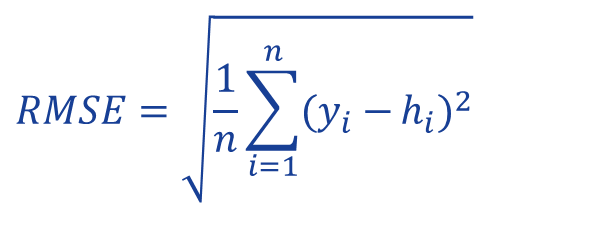 RMSE = √(1/n ∑_{i=1}^{n} (y_i − h_i)^2)